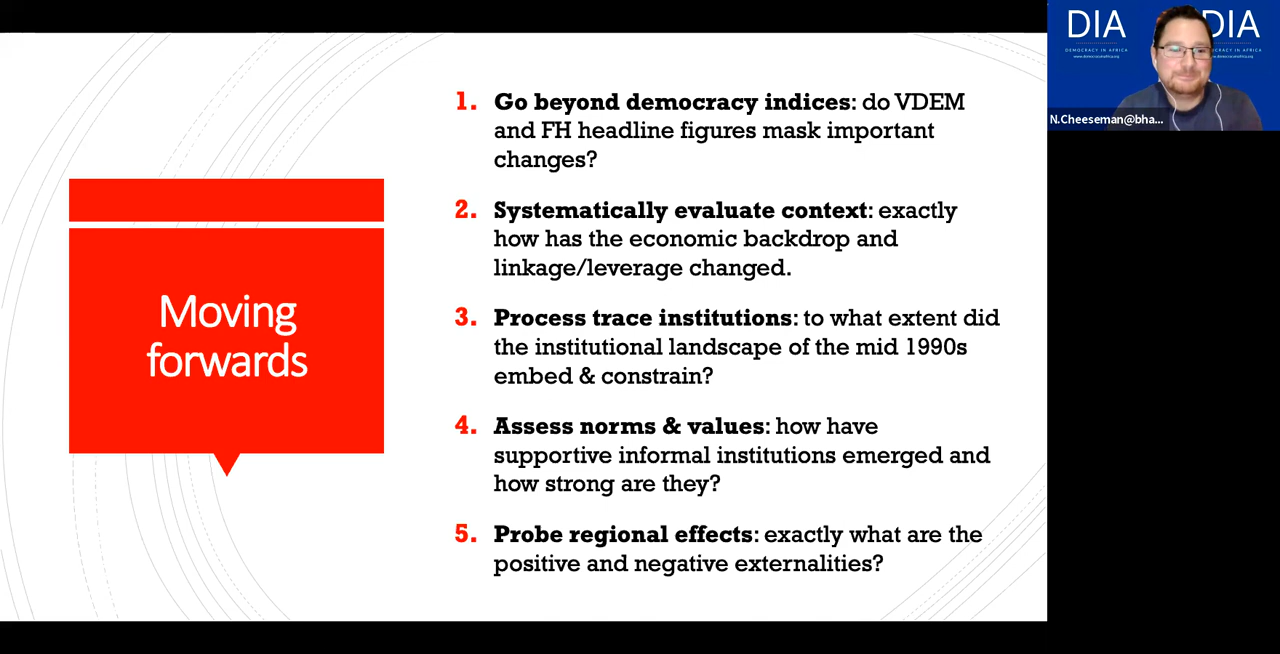 Moving
forwards
1. Go beyond democracy indices: do VDEM
and FH headline figures mask important
changes?
2. Systematically evaluate context: exactly
how has the economic backdrop and
linkage/leverage changed.
3. Process trace institutions: to what extent did
the institutional landscape of the mid 1990s
embed & constrain?
4. Assess norms & values: how have
supportive informal institutions emerged and
how strong are they?
5. Probe regional effects: exactly what are the
positive and negative externalities?
DIA
DEMOCRACY IN AFRICA
www.democracyinafrica.org
DIA
N.Cheeseman@bha...